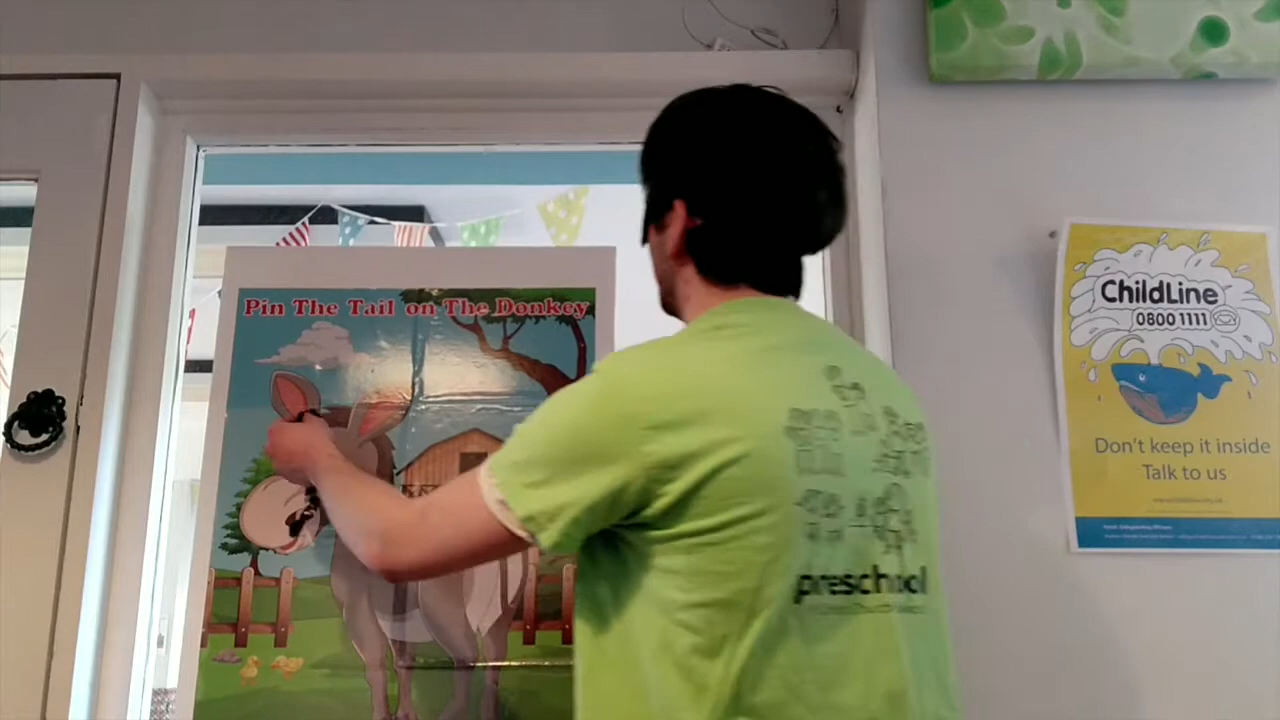 Pin The Tail on The Donkey
ChildLine
0800 1111
Don't keep it inside
Talk to us
preschool